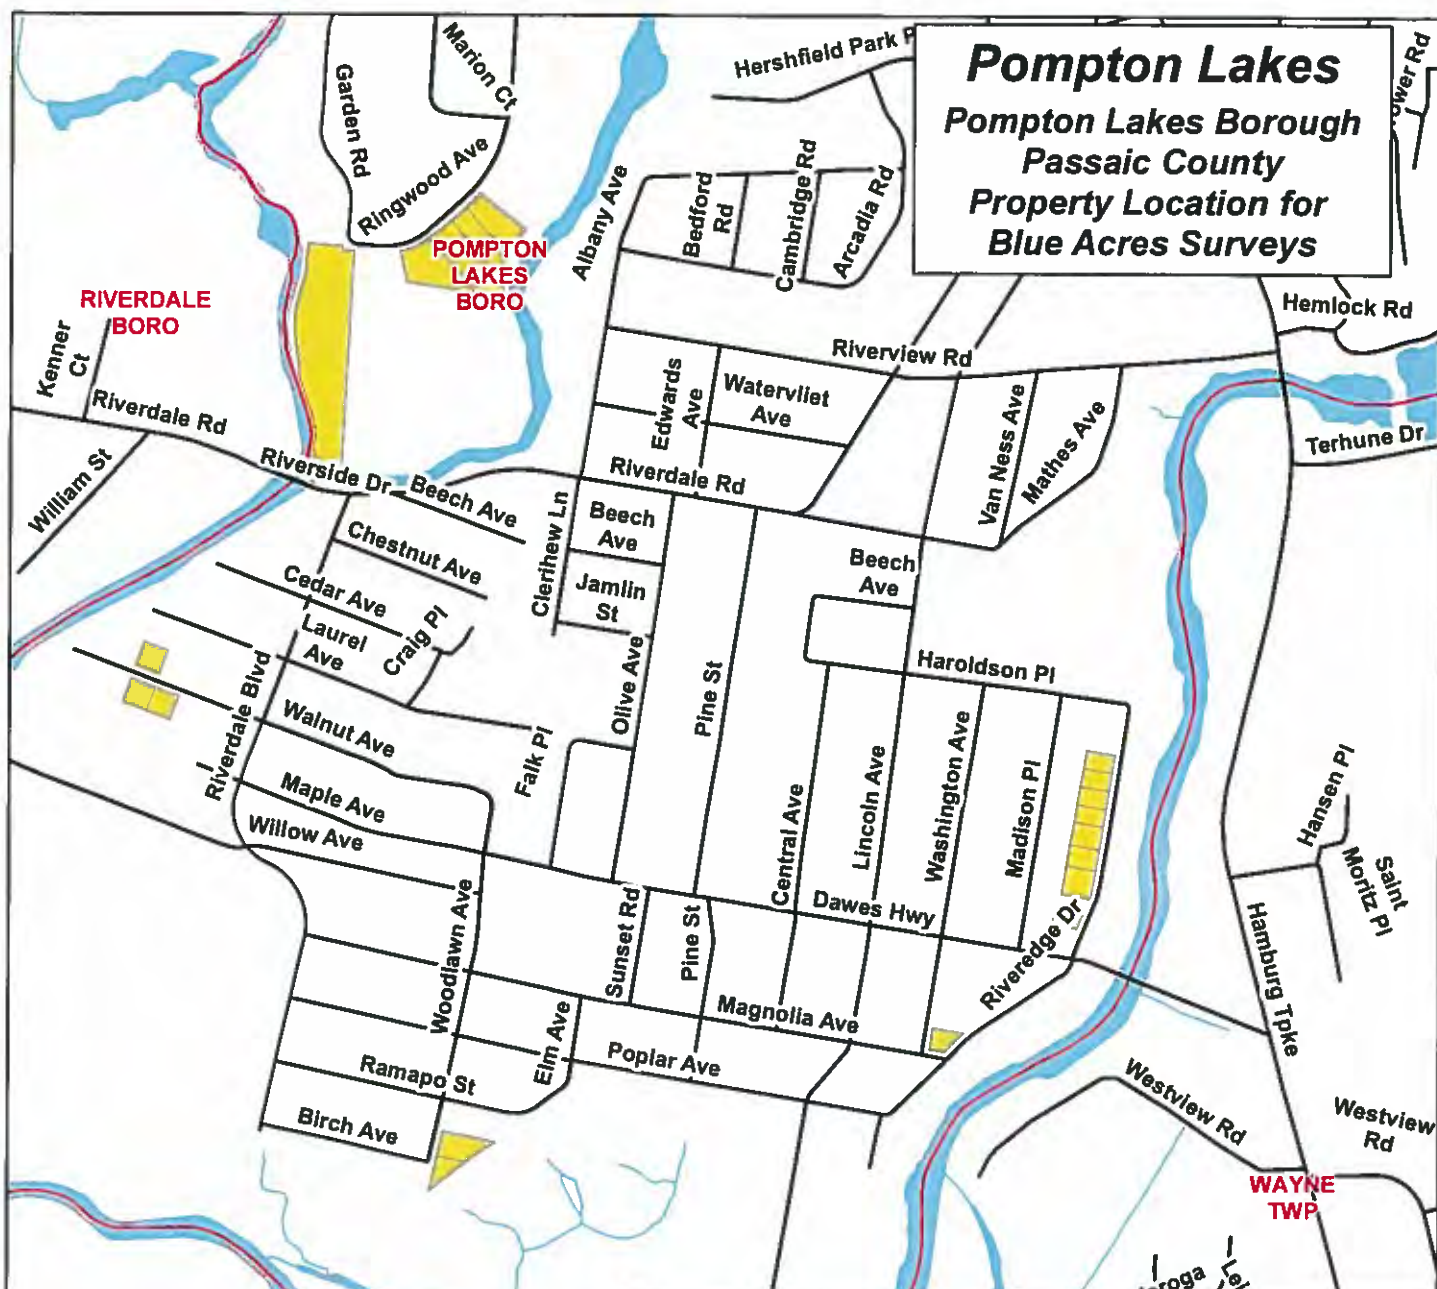 Pompton Lakes
Pompton Lakes Borough
Passaic County
Property Location for
Blue Acres Surveys
Marion Ct
Garden Rd
Ringwood Ave
Hershfield Park
Albany Ave
Bedford
Rd
Cambridge Rd
Arcadia Rd
POMPTON
LAKES
BORO
RIVERDALE
BORO
Kenner
Ct
Hemlock Rd
Riverview Rd
Edwards
Ave
Watervliet
Ave
Van Ness Ave
Mathes Ave
Terhune Dr
Riverdale Rd
William St
Riverside Dr
Beech Ave
Riverdale Rd
Clerihew Ln
Beech
Ave
Chestnut Ave
Jamlin
St
Beech
Ave
Cedar Ave
Craig Pl
Laurel
Ave
Olive Ave
Pine St
Haroldson Pl
Riverdale Blvd
Walnut Ave
Falk Pl
Maple Ave
Willow Ave
Central Ave
Lincoln Ave
Washington Ave
Madison Pl
Hansen Pl
Saint
Moritz Pl
Dawes Hwy
Woodlawn Ave
Sunset Rd
Pine St
Riveredge Dr
Hamburg Tpke
Magnolia Ave
Elm Ave
Poplar Ave
Ramapo St
Birch Ave
Westview Rd
Westview
Rd
WAYNE
TWP